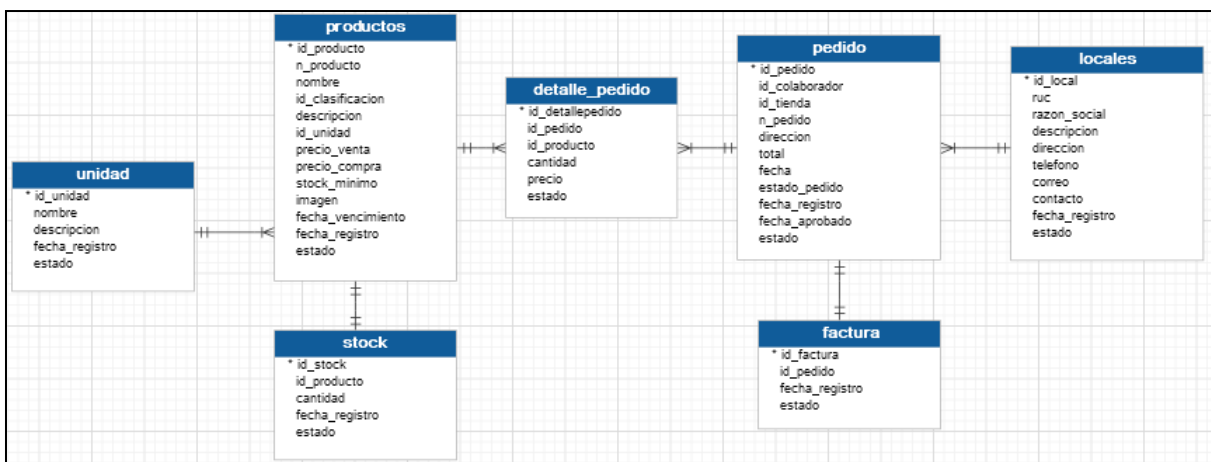 unidad
* id_unidad
nombre
descripcion
fecha_registro
estado
productos
* id_producto
n_producto
nombre
id_clasificacion
descripcion
id_unidad
precio_venta
precio_compra
stock_minimo
imagen
fecha_vencimiento
fecha_registro
estado
stock
* id_stock
id_producto
cantidad
fecha_registro
estado
detalle_pedido
* id_detallepedido
id_pedido
id_producto
cantidad
precio
estado
pedido
* id_pedido
id_colaborador
id_tienda
n_pedido
direccion
total
fecha
estado_pedido
fecha_registro
fecha_aprobado
estado
factura
* id_factura
id_pedido
fecha_registro
estado
locales
* id_local
ruc
razon_social
descripcion
direccion
telefono
correo
contacto
fecha_registro
estado